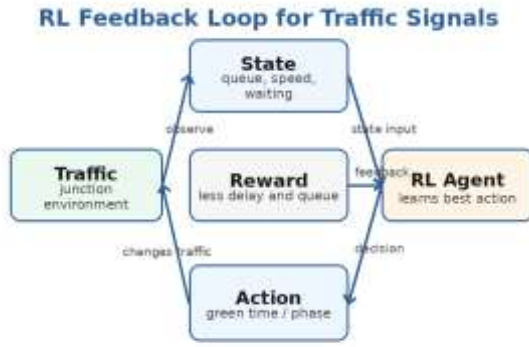 RL Feedback Loop for Traffic Signals
State
queue, speed,
waiting
observe
state input
Traffic
junction
environment
Reward
less delay and queue
feedback
RL Agent
learns best action
changes traffic
decision
Action
green time / phase